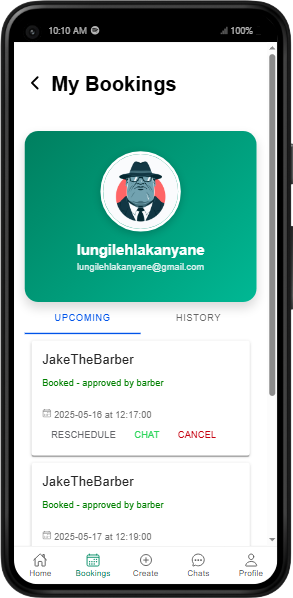 10:10 AM
100%
My Bookings
lungilehlakanyane
lungilehlakanyane@gmail.com
UPCOMING
HISTORY
JakeTheBarber
Booked - approved by barber
2025-05-16 at 12:17:00
RESCHEDULE CHAT CANCEL
JakeTheBarber
Booked - approved by barber
2025-05-17 at 12:19:00
Home Bookings Create Chats Profile